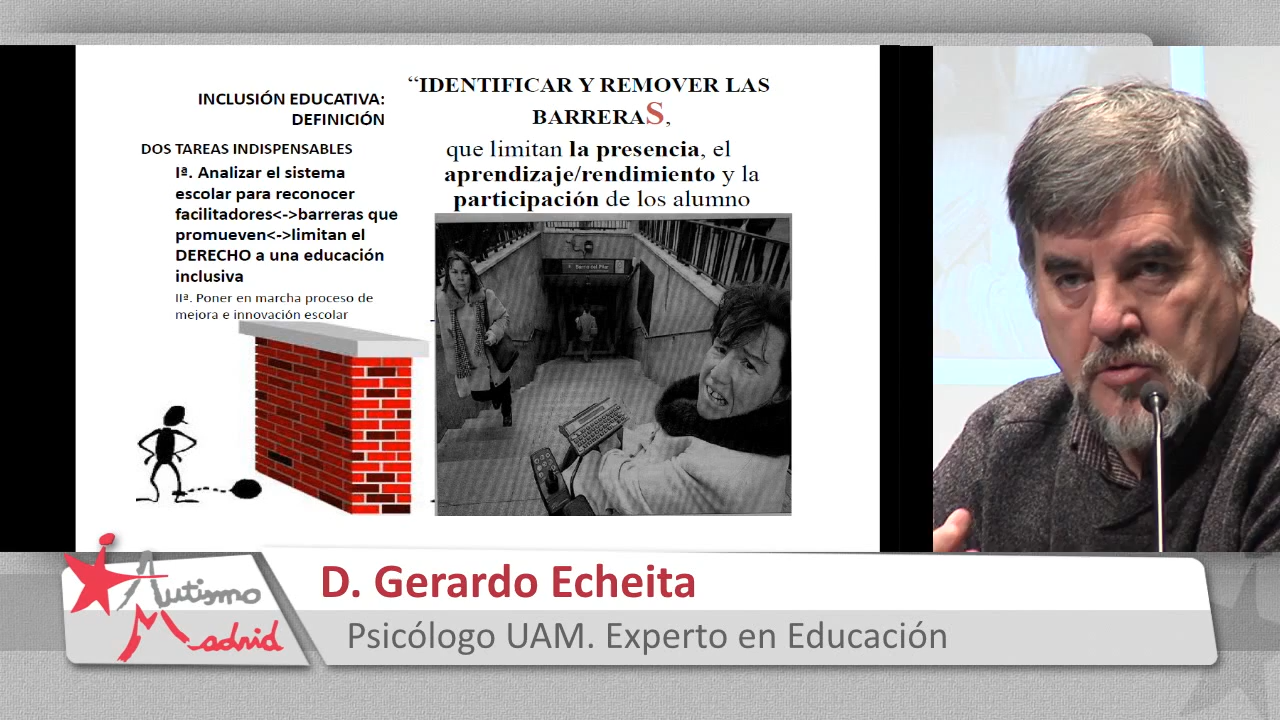 INCLUSIÓN EDUCATIVA:
DEFINICIÓN
DOS TAREAS INDISPENSABLES
Iª. Analizar el sistema
escolar para reconocer
facilitadores<->barreras que
promueven<->limitan el
DERECHO a una educación
inclusiva
IIª. Poner en marcha proceso de
mejora e innovación escolar
“IDENTIFICAR Y REMOVER LAS
BARRERAS,
que limitan la presencia, el
aprendizaje/rendimiento y la
participación de los alumno
Barrio del Pilar
Autismo
Madrid
D. Gerardo Echeita
Psicólogo UAM. Experto en Educación